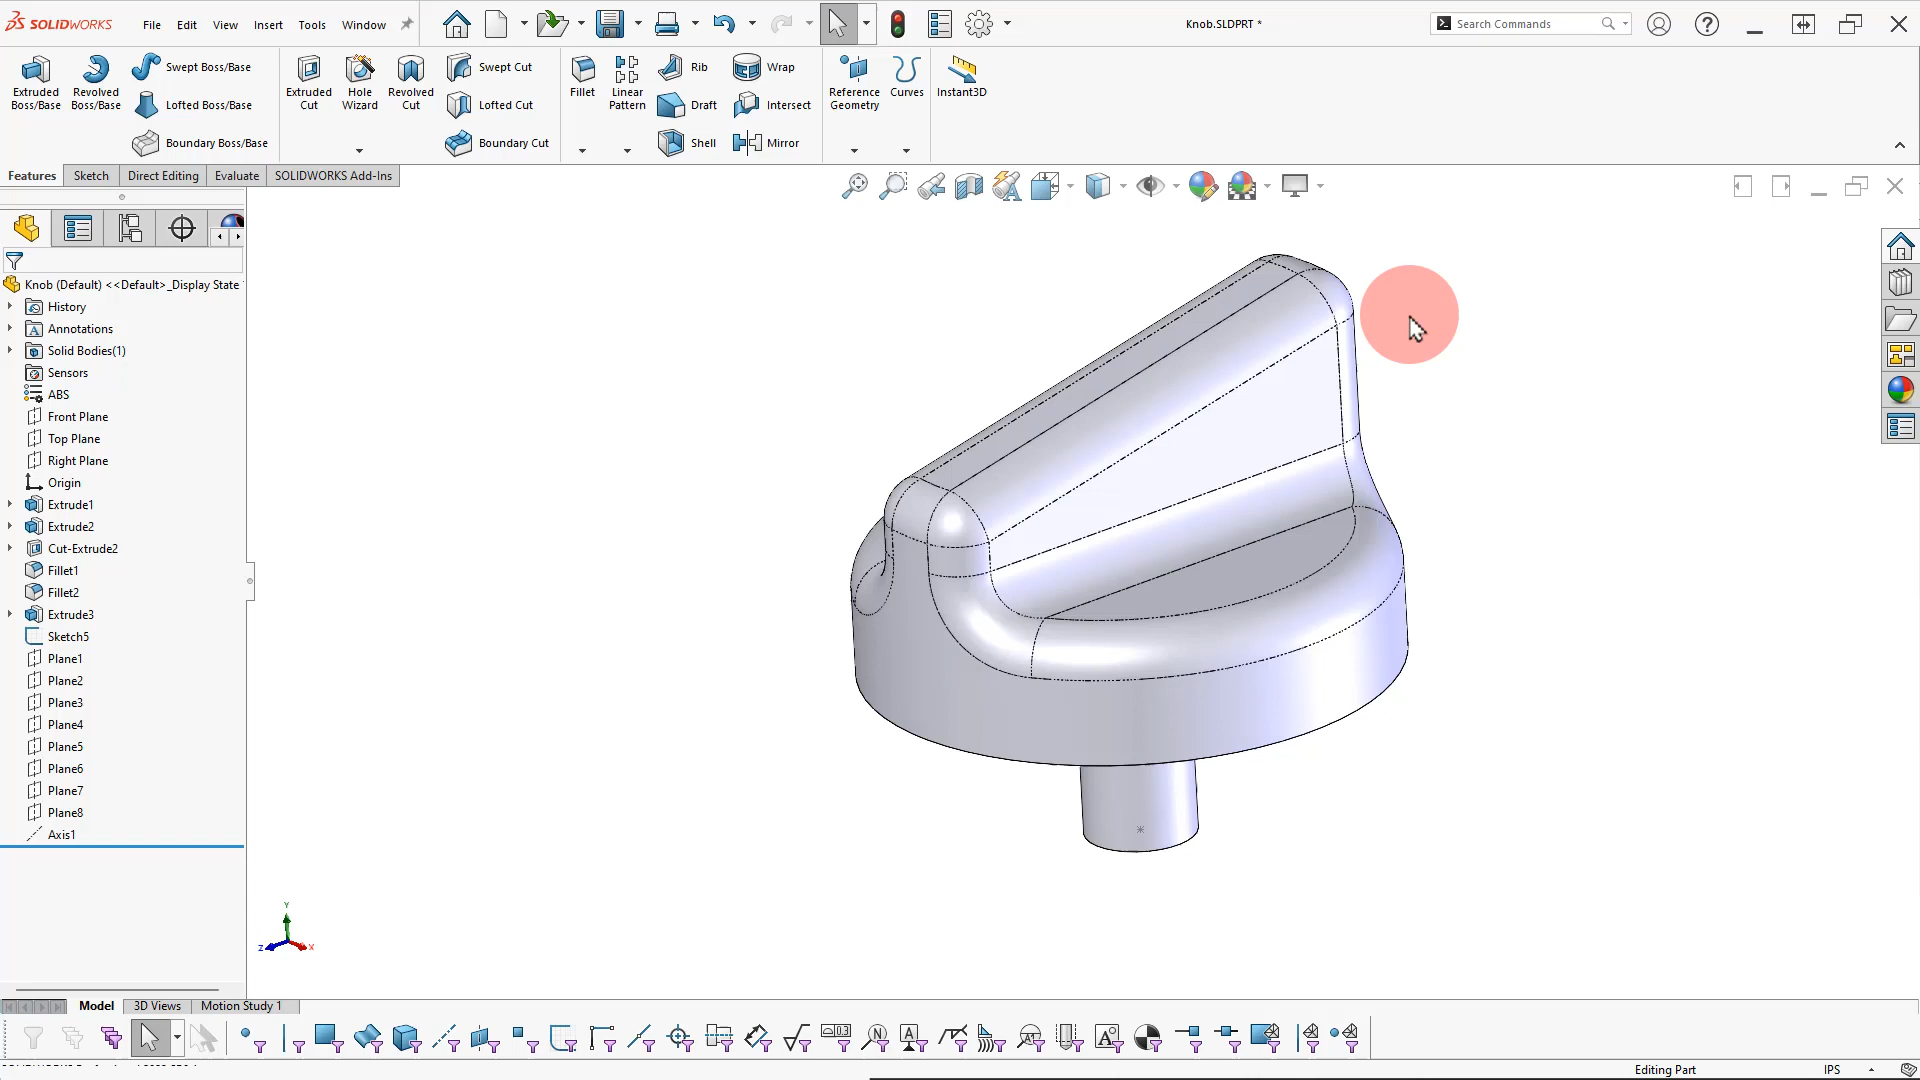 SOLIDWORKS File Edit View Insert Tools Window Knob.SLDPRT * Search Commands
Extruded Boss/Base
Revolved Boss/Base
Swept Boss/Base
Lofted Boss/Base
Boundary Boss/Base
Extruded Cut
Hole Wizard
Revolved Cut
Swept Cut
Lofted Cut
Boundary Cut
Fillet
Linear Pattern
Rib
Draft
Shell
Wrap
Intersect
Mirror
Reference Geometry
Curves
Instant3D
Features Sketch Direct Editing Evaluate SOLIDWORKS Add-Ins
Knob (Default) <<Default>_Display State
History
Annotations
Solid Bodies(1)
Sensors
ABS
Front Plane
Top Plane
Right Plane
Origin
Extrude1
Extrude2
Cut-Extrude2
Fillet1
Fillet2
Extrude3
Sketch5
Plane1
Plane2
Plane3
Plane4
Plane5
Plane6
Plane7
Plane8
Axis1
Y
Z X
Model 3D Views Motion Study 1
Editing Part IPS